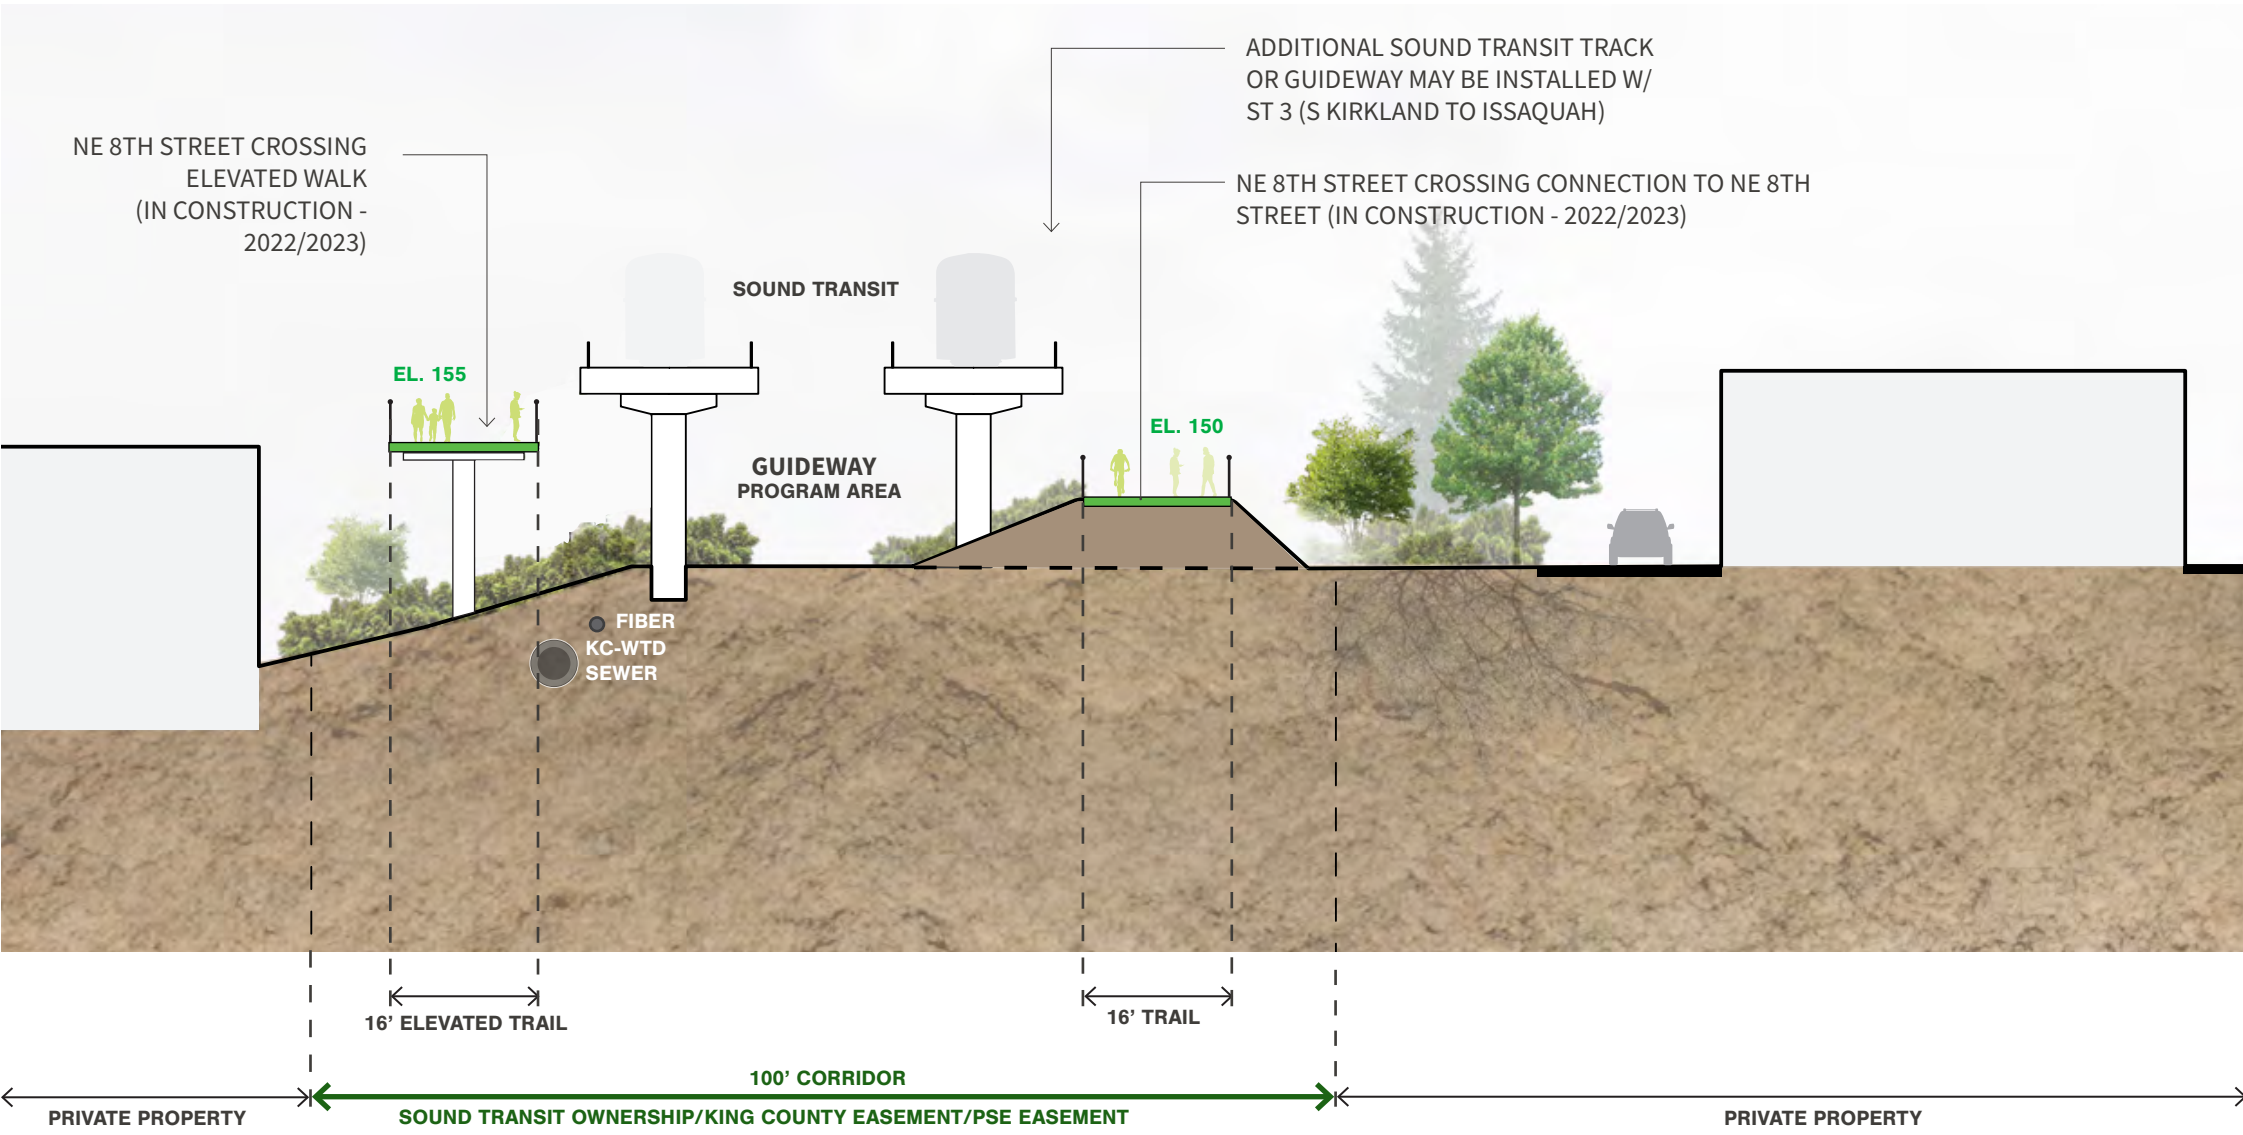 ADDITIONAL SOUND TRANSIT TRACK
OR GUIDEWAY MAY BE INSTALLED W/
ST 3 (S KIRKLAND TO ISSAQUAH)
NE 8TH STREET CROSSING
ELEVATED WALK
(IN CONSTRUCTION -
2022/2023)
NE 8TH STREET CROSSING CONNECTION TO NE 8TH
STREET (IN CONSTRUCTION - 2022/2023)
SOUND TRANSIT
EL. 155
EL. 150
GUIDEWAY
PROGRAM AREA
FIBER
KC-WTD
SEWER
16’ ELEVATED TRAIL
16’ TRAIL
100’ CORRIDOR
PRIVATE PROPERTY
SOUND TRANSIT OWNERSHIP/KING COUNTY EASEMENT/PSE EASEMENT
PRIVATE PROPERTY